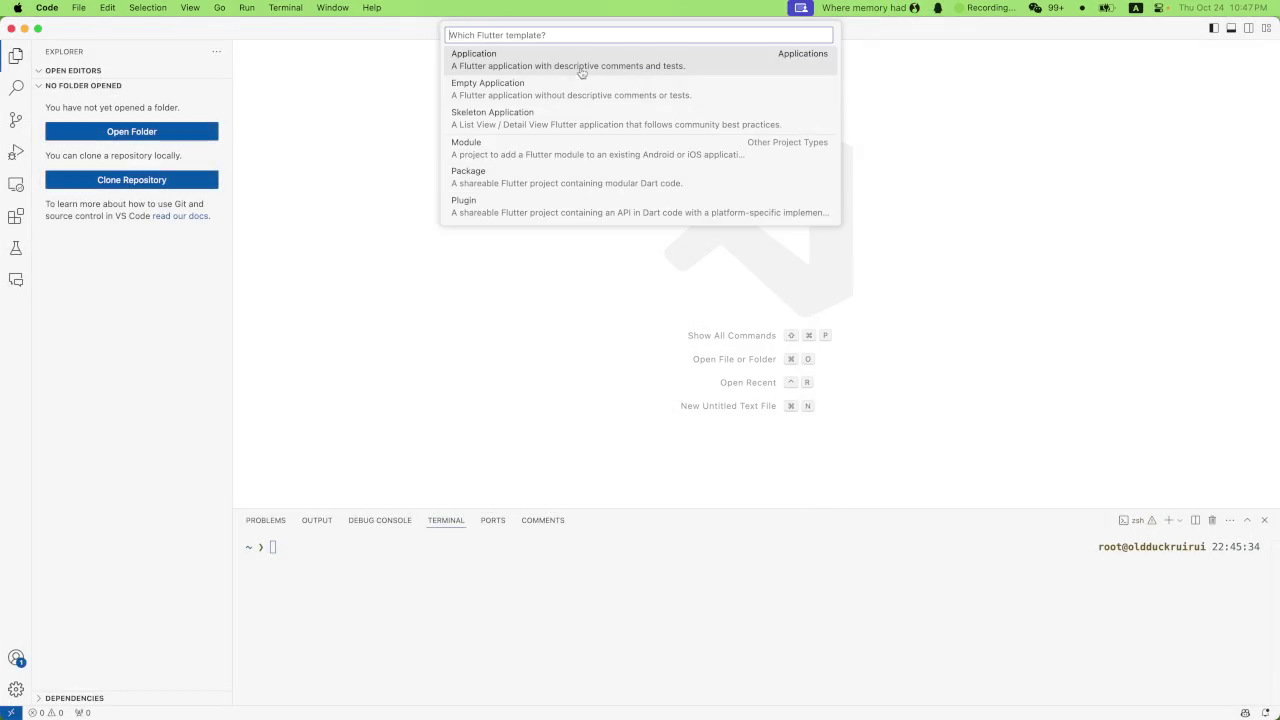 Code File Edit Selection View Go Run Terminal Window Help Where memory had Recording... 99+ A Thu Oct 24 10:47 PM
Which Flutter template?
Application Applications
A Flutter application with descriptive comments and tests.
Empty Application
A Flutter application without descriptive comments or tests.
Skeleton Application
A List View / Detail View Flutter application that follows community best practices.
Module Other Project Types
A project to add a Flutter module to an existing Android or iOS applicati...
Package
A shareable Flutter project containing modular Dart code.
Plugin
A shareable Flutter project containing an API in Dart code with a platform-specific implemen...
EXPLORER
OPEN EDITORS
NO FOLDER OPENED
You have not yet opened a folder.
Open Folder
You can clone a repository locally.
Clone Repository
To learn more about how to use Git and
source control in VS Code read our docs.
Show All Commands ⇧ ⌘ P
Open File or Folder ⌘ O
Open Recent ⌃ R
New Untitled Text File ⌘ N
PROBLEMS OUTPUT DEBUG CONSOLE TERMINAL PORTS COMMENTS zsh
~ ❯ root@oldduckruirui 22:45:34
1
DEPENDENCIES
0 0 0